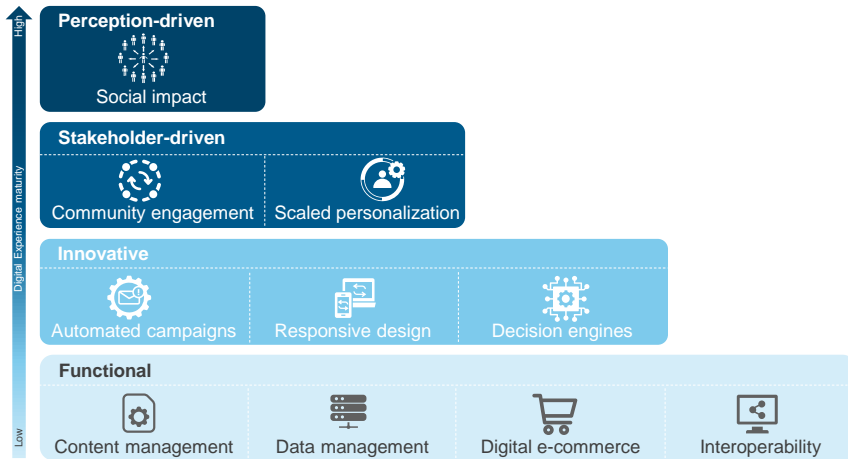 High
Perception-driven
Social impact
Stakeholder-driven
Community engagement
Scaled personalization
Digital Experience maturity
Innovative
Automated campaigns
Responsive design
Decision engines
Functional
Content management
Data management
Digital e-commerce
Interoperability
Low